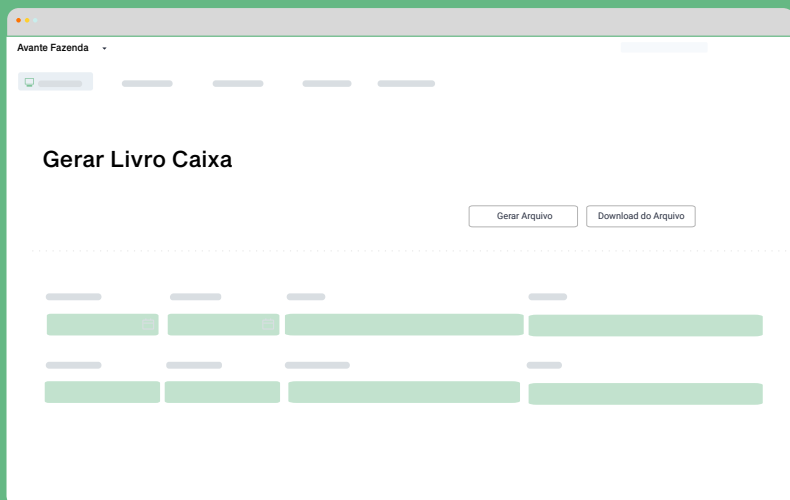 Avante Fazenda
Gerar Livro Caixa
Gerar Arquivo
Download do Arquivo